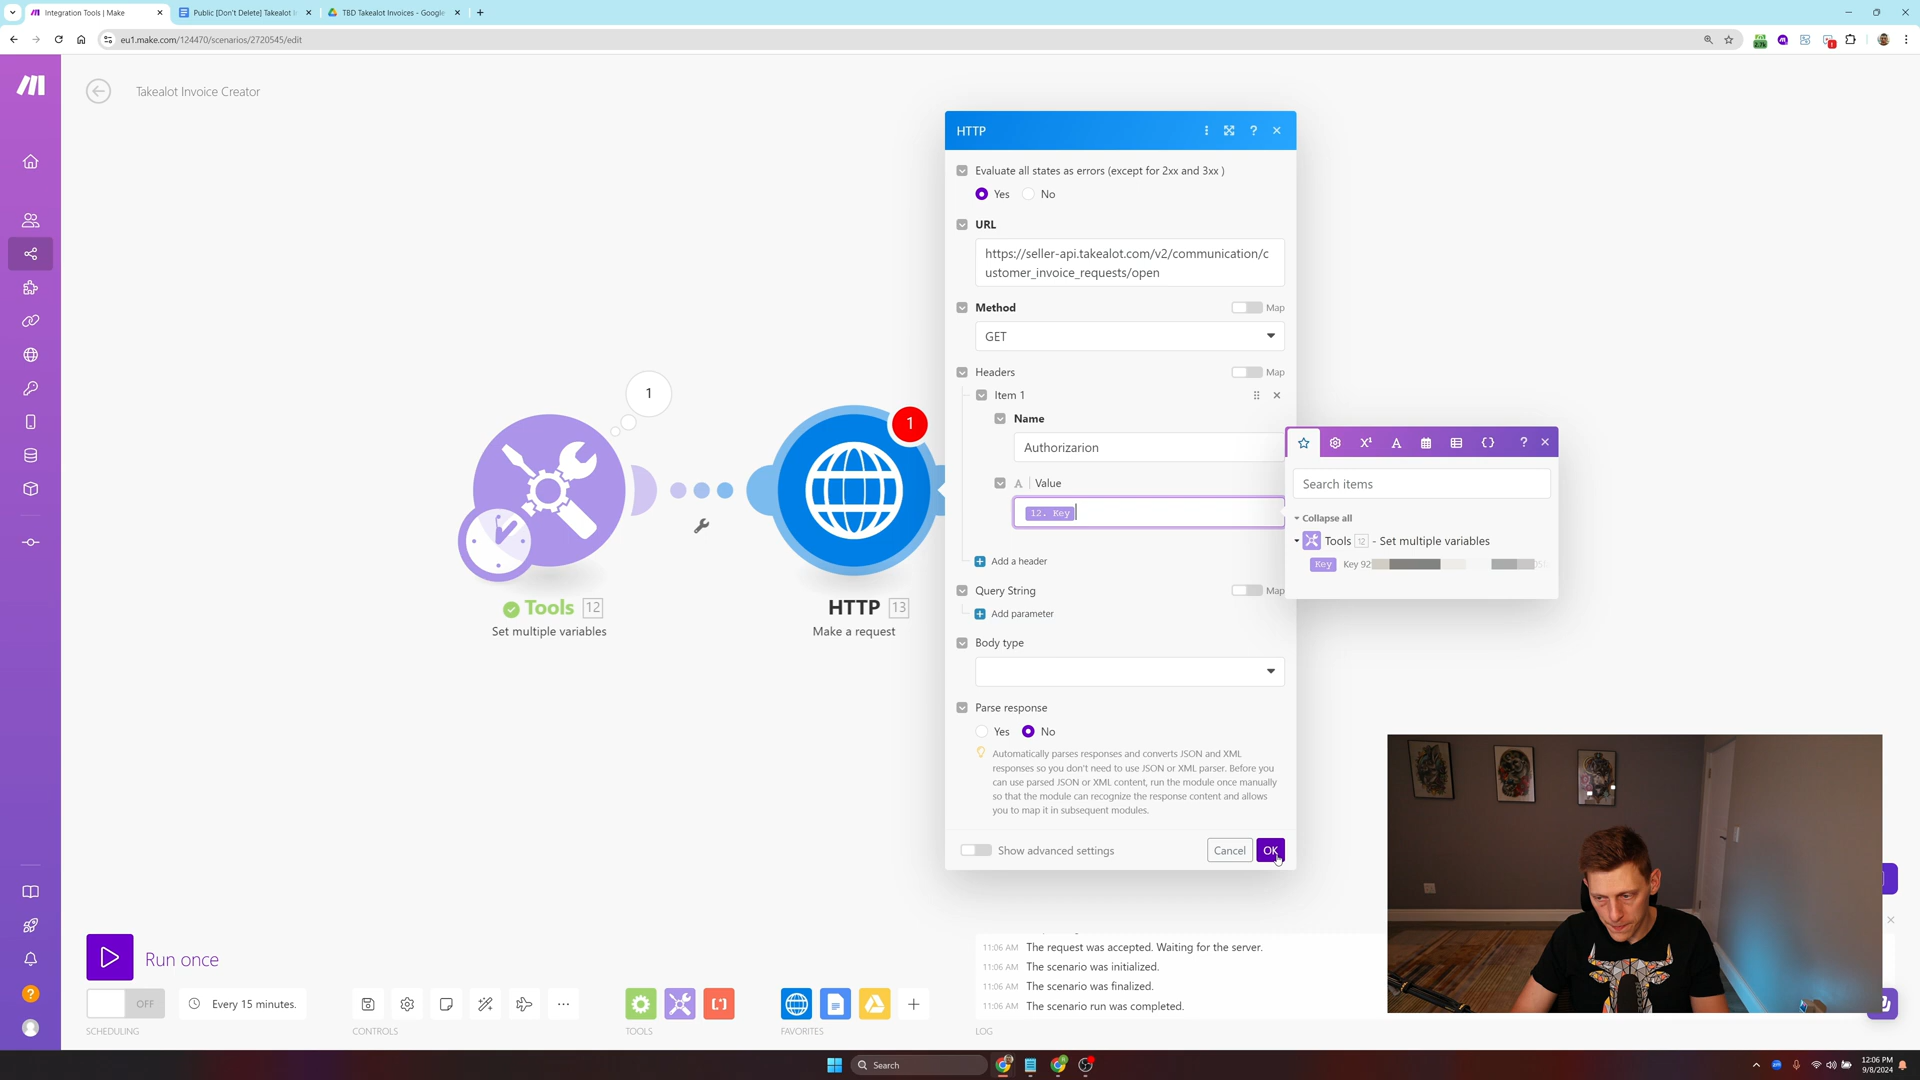 Integration Tools | Make
Public [Don't Delete] Takealot I
TBD Takealot Invoices - Google
eu1.make.com/124470/scenarios/2720545/edit
Takealot Invoice Creator
HTTP
Evaluate all states as errors (except for 2xx and 3xx )
Yes
No
URL
https://seller-api.takealot.com/v2/communication/c
ustomer_invoice_requests/open
Method
Map
GET
Headers
Map
Item 1
Name
Authorizarion
A | Value
12. Key
Add a header
Query String
Map
Add parameter
Body type
Parse response
Yes
No
Automatically parses responses and converts JSON and XML
responses so you don't need to use JSON or XML parser. Before you
can use parsed JSON or XML content, run the module once manually
so that the module can recognize the response content and allows
you to map it in subsequent modules.
Show advanced settings
Cancel
OK
Search items
Collapse all
Tools 12 - Set multiple variables
Key Key 92
1
1
Tools 12
Set multiple variables
HTTP 13
Make a request
Run once
OFF
Every 15 minutes.
SCHEDULING
CONTROLS
TOOLS
FAVORITES
LOG
11:06 AM The request was accepted. Waiting for the server.
11:06 AM The scenario was initialized.
11:06 AM The scenario was finalized.
11:06 AM The scenario run was completed.
Search
12:06 PM
9/8/2024